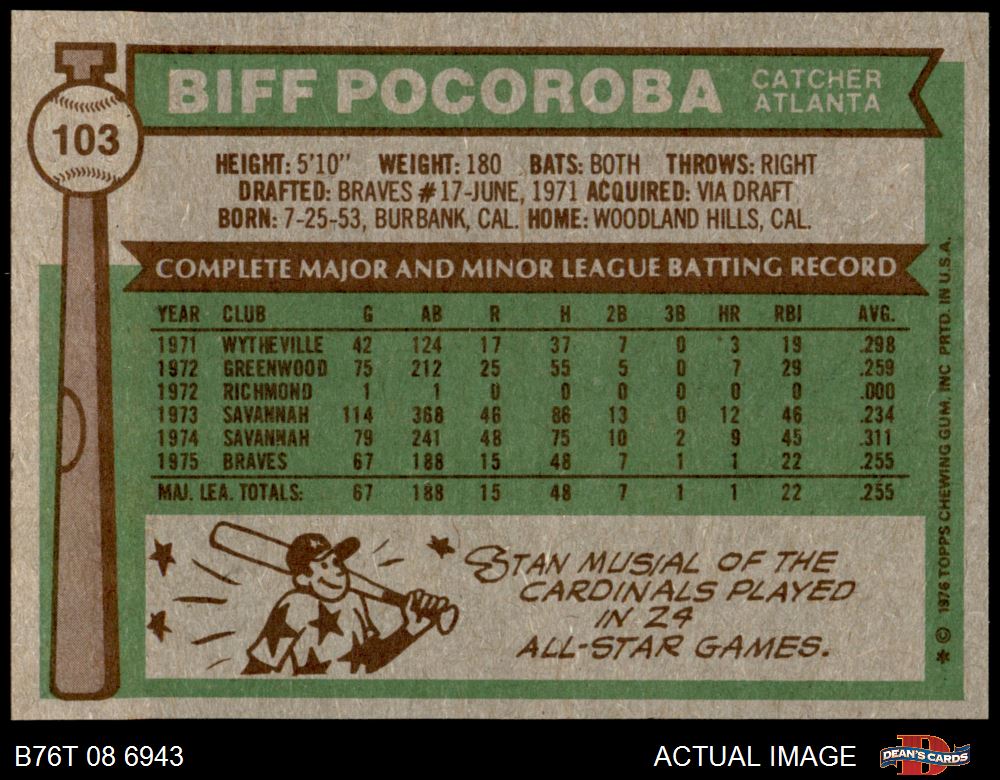 103
BIFF POCOROBA
CATCHER
ATLANTA
HEIGHT: 5'10" WEIGHT: 180 BATS: BOTH THROWS: RIGHT
DRAFTED: BRAVES #17-JUNE, 1971 ACQUIRED: VIA DRAFT
BORN: 7-25-53, BURBANK, CAL. HOME: WOODLAND HILLS, CAL.
COMPLETE MAJOR AND MINOR LEAGUE BATTING RECORD
YEAR CLUB G AB R H 2B 3B HR RBI AVG.
1971 WYTHEVILLE 42 124 17 37 7 0 3 19 .298
1972 GREENWOOD 75 212 25 55 5 0 7 29 .259
1972 RICHMOND 1 1 0 0 0 0 0 0 .000
1973 SAVANNAH 114 368 46 86 13 0 12 46 .234
1974 SAVANNAH 79 241 48 75 10 2 9 45 .311
1975 BRAVES 67 188 15 48 7 1 1 22 .255
MAJ. LEA. TOTALS: 67 188 15 48 7 1 1 22 .255
STAN MUSIAL OF THE
CARDINALS PLAYED
IN 24
ALL-STAR GAMES.
* © 1976 TOPPS CHEWING GUM, INC PRTD. IN U.S.A.
B76T 08 6943
ACTUAL IMAGE
D
DEAN'S CARDS